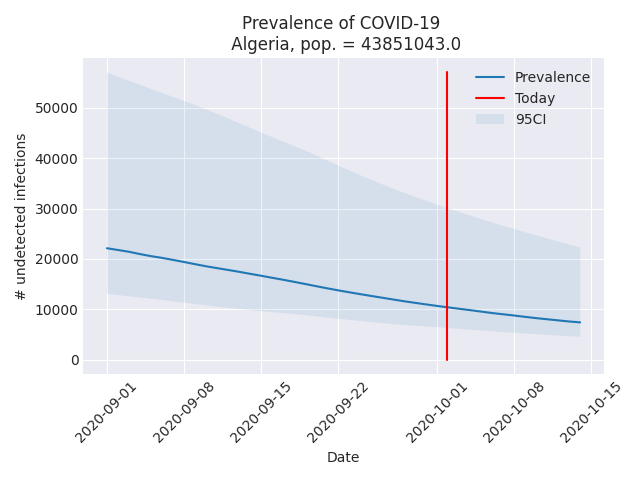 Prevalence of COVID-19
Algeria, pop. = 43851043.0
Prevalence
Today
95CI
# undetected infections
50000
40000
30000
20000
10000
0
2020-09-01
2020-09-08
2020-09-15
2020-09-22
2020-10-01
2020-10-08
2020-10-15
Date